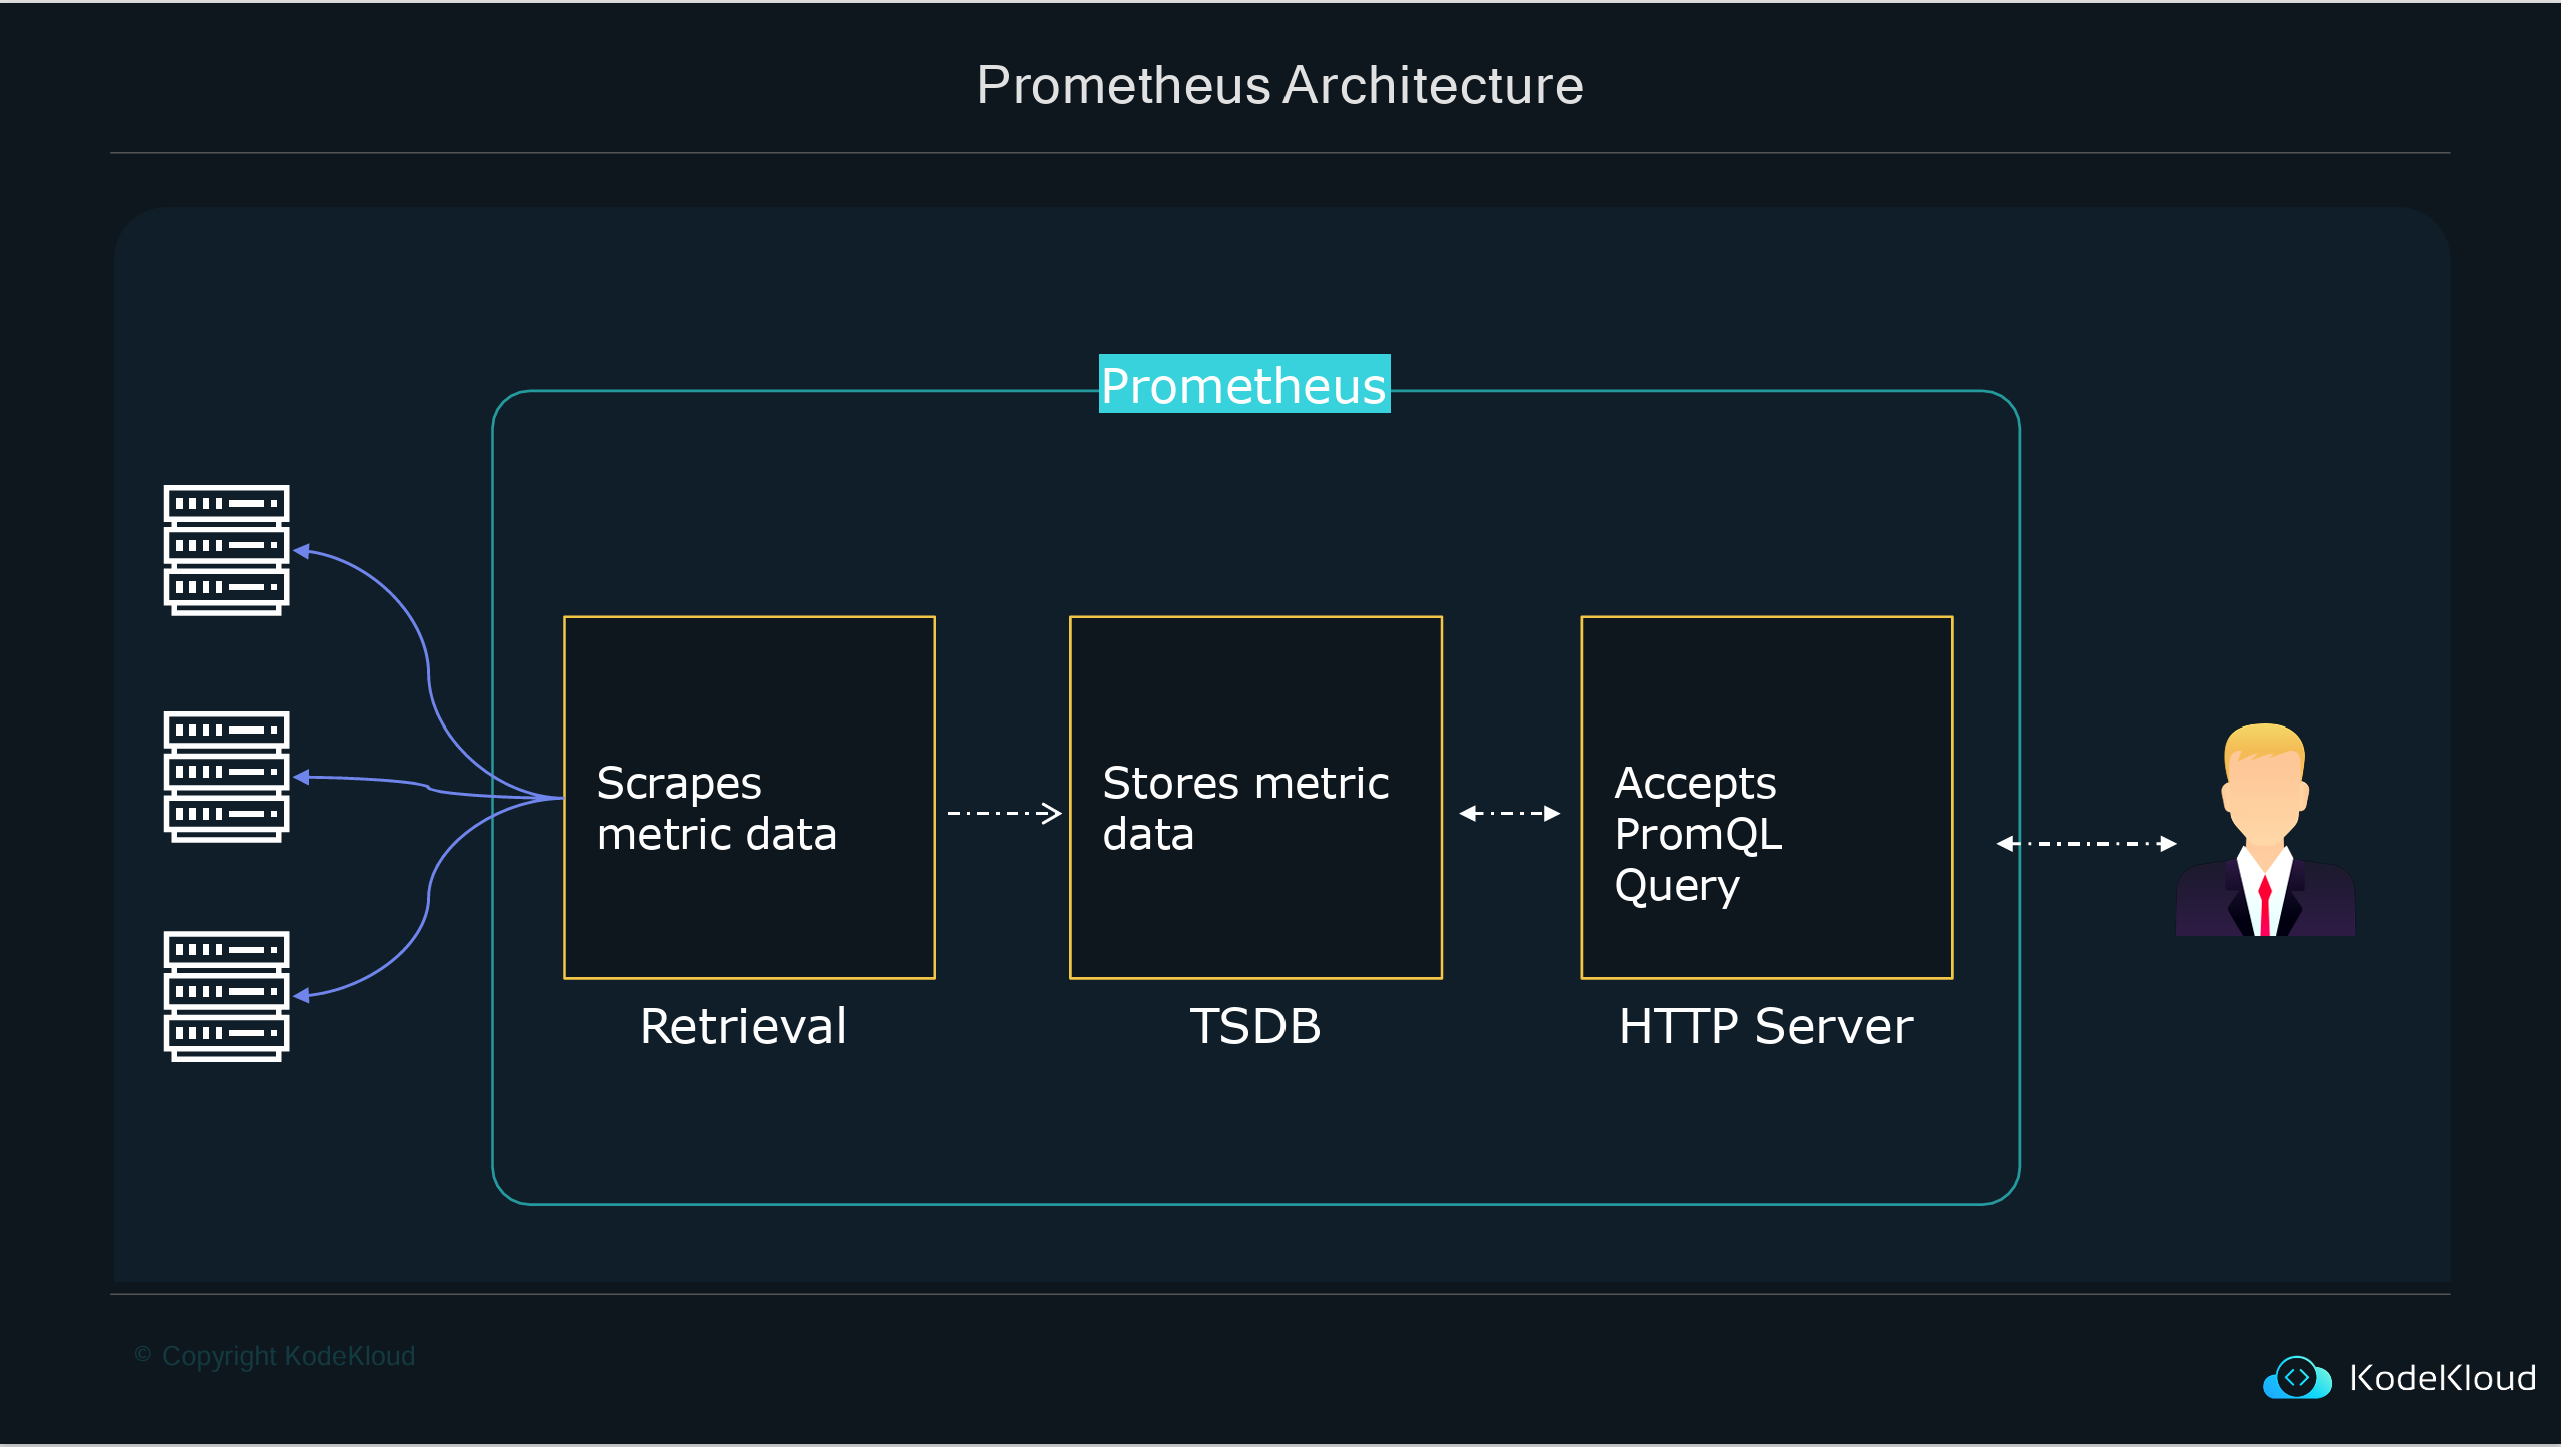 Prometheus Architecture
Prometheus
Scrapes
metric data
Stores metric
data
Accepts
PromQL
Query
Retrieval
TSDB
HTTP Server
© Copyright KodeKloud
KodeKloud